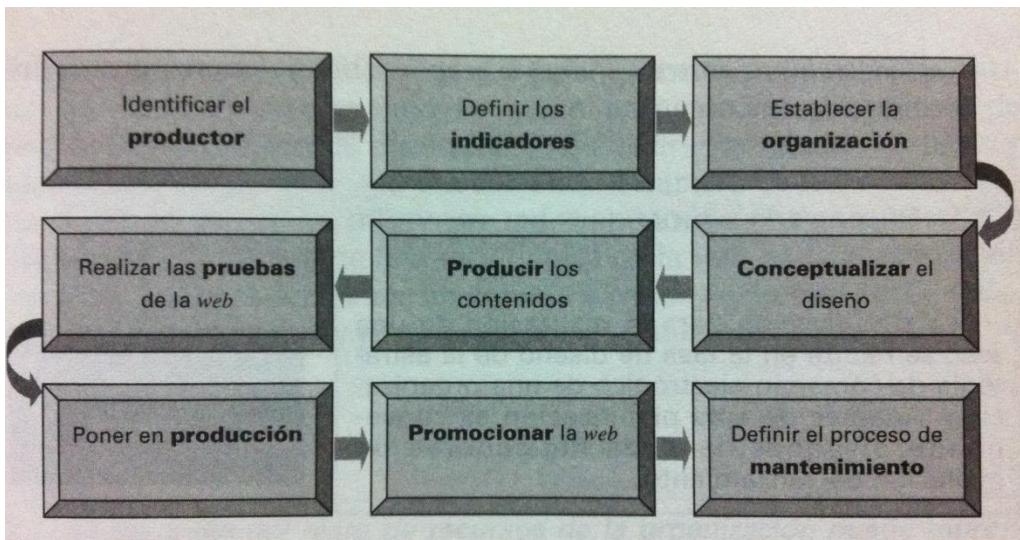 Identificar el
productor
Definir los
indicadores
Establecer la
organización
Conceptualizar el
diseño
Producir los
contenidos
Realizar las pruebas
de la web
Poner en producción
Promocionar la web
Definir el proceso de
mantenimiento